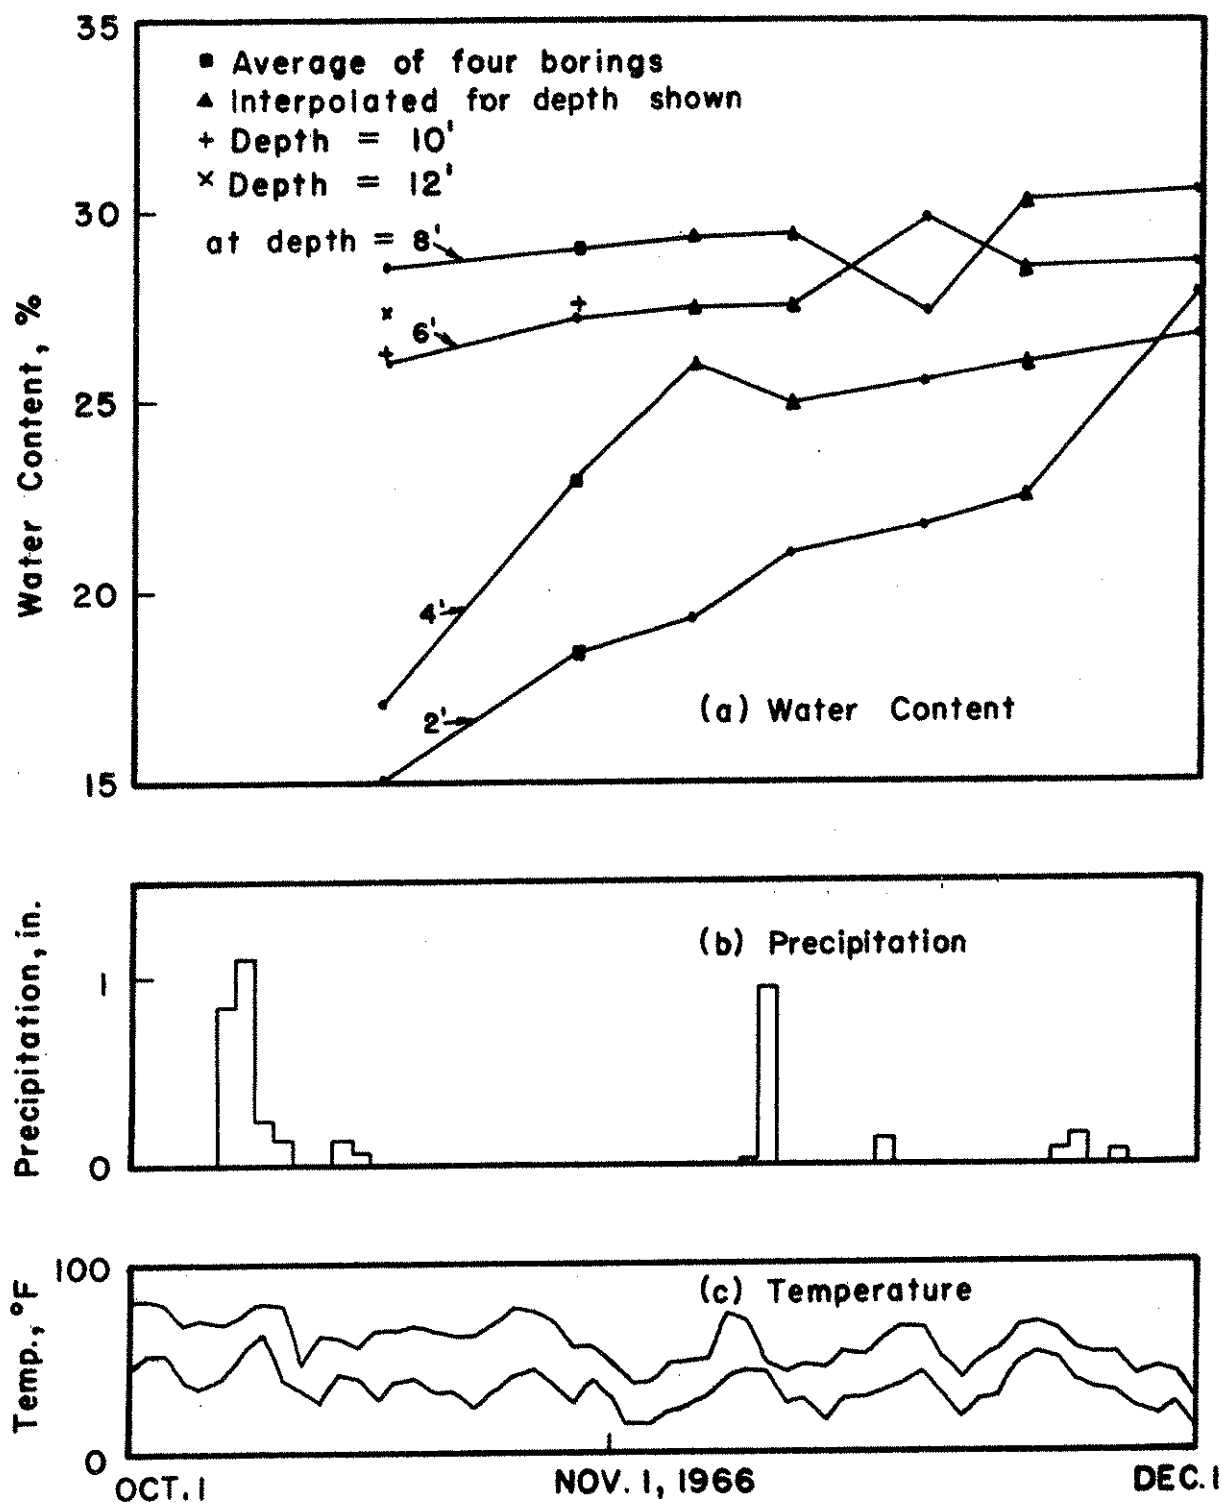 35
■ Average of four borings
▲ Interpolated for depth shown
+ Depth = 10'
× Depth = 12'
30
at depth = 8'
6'
25
20
4'
2'
15
Water Content, %
(a) Water Content
Precipitation, in.
(b) Precipitation
1
0
Temp., °F
100
(c) Temperature
0
OCT. 1
NOV. 1, 1966
DEC. 1